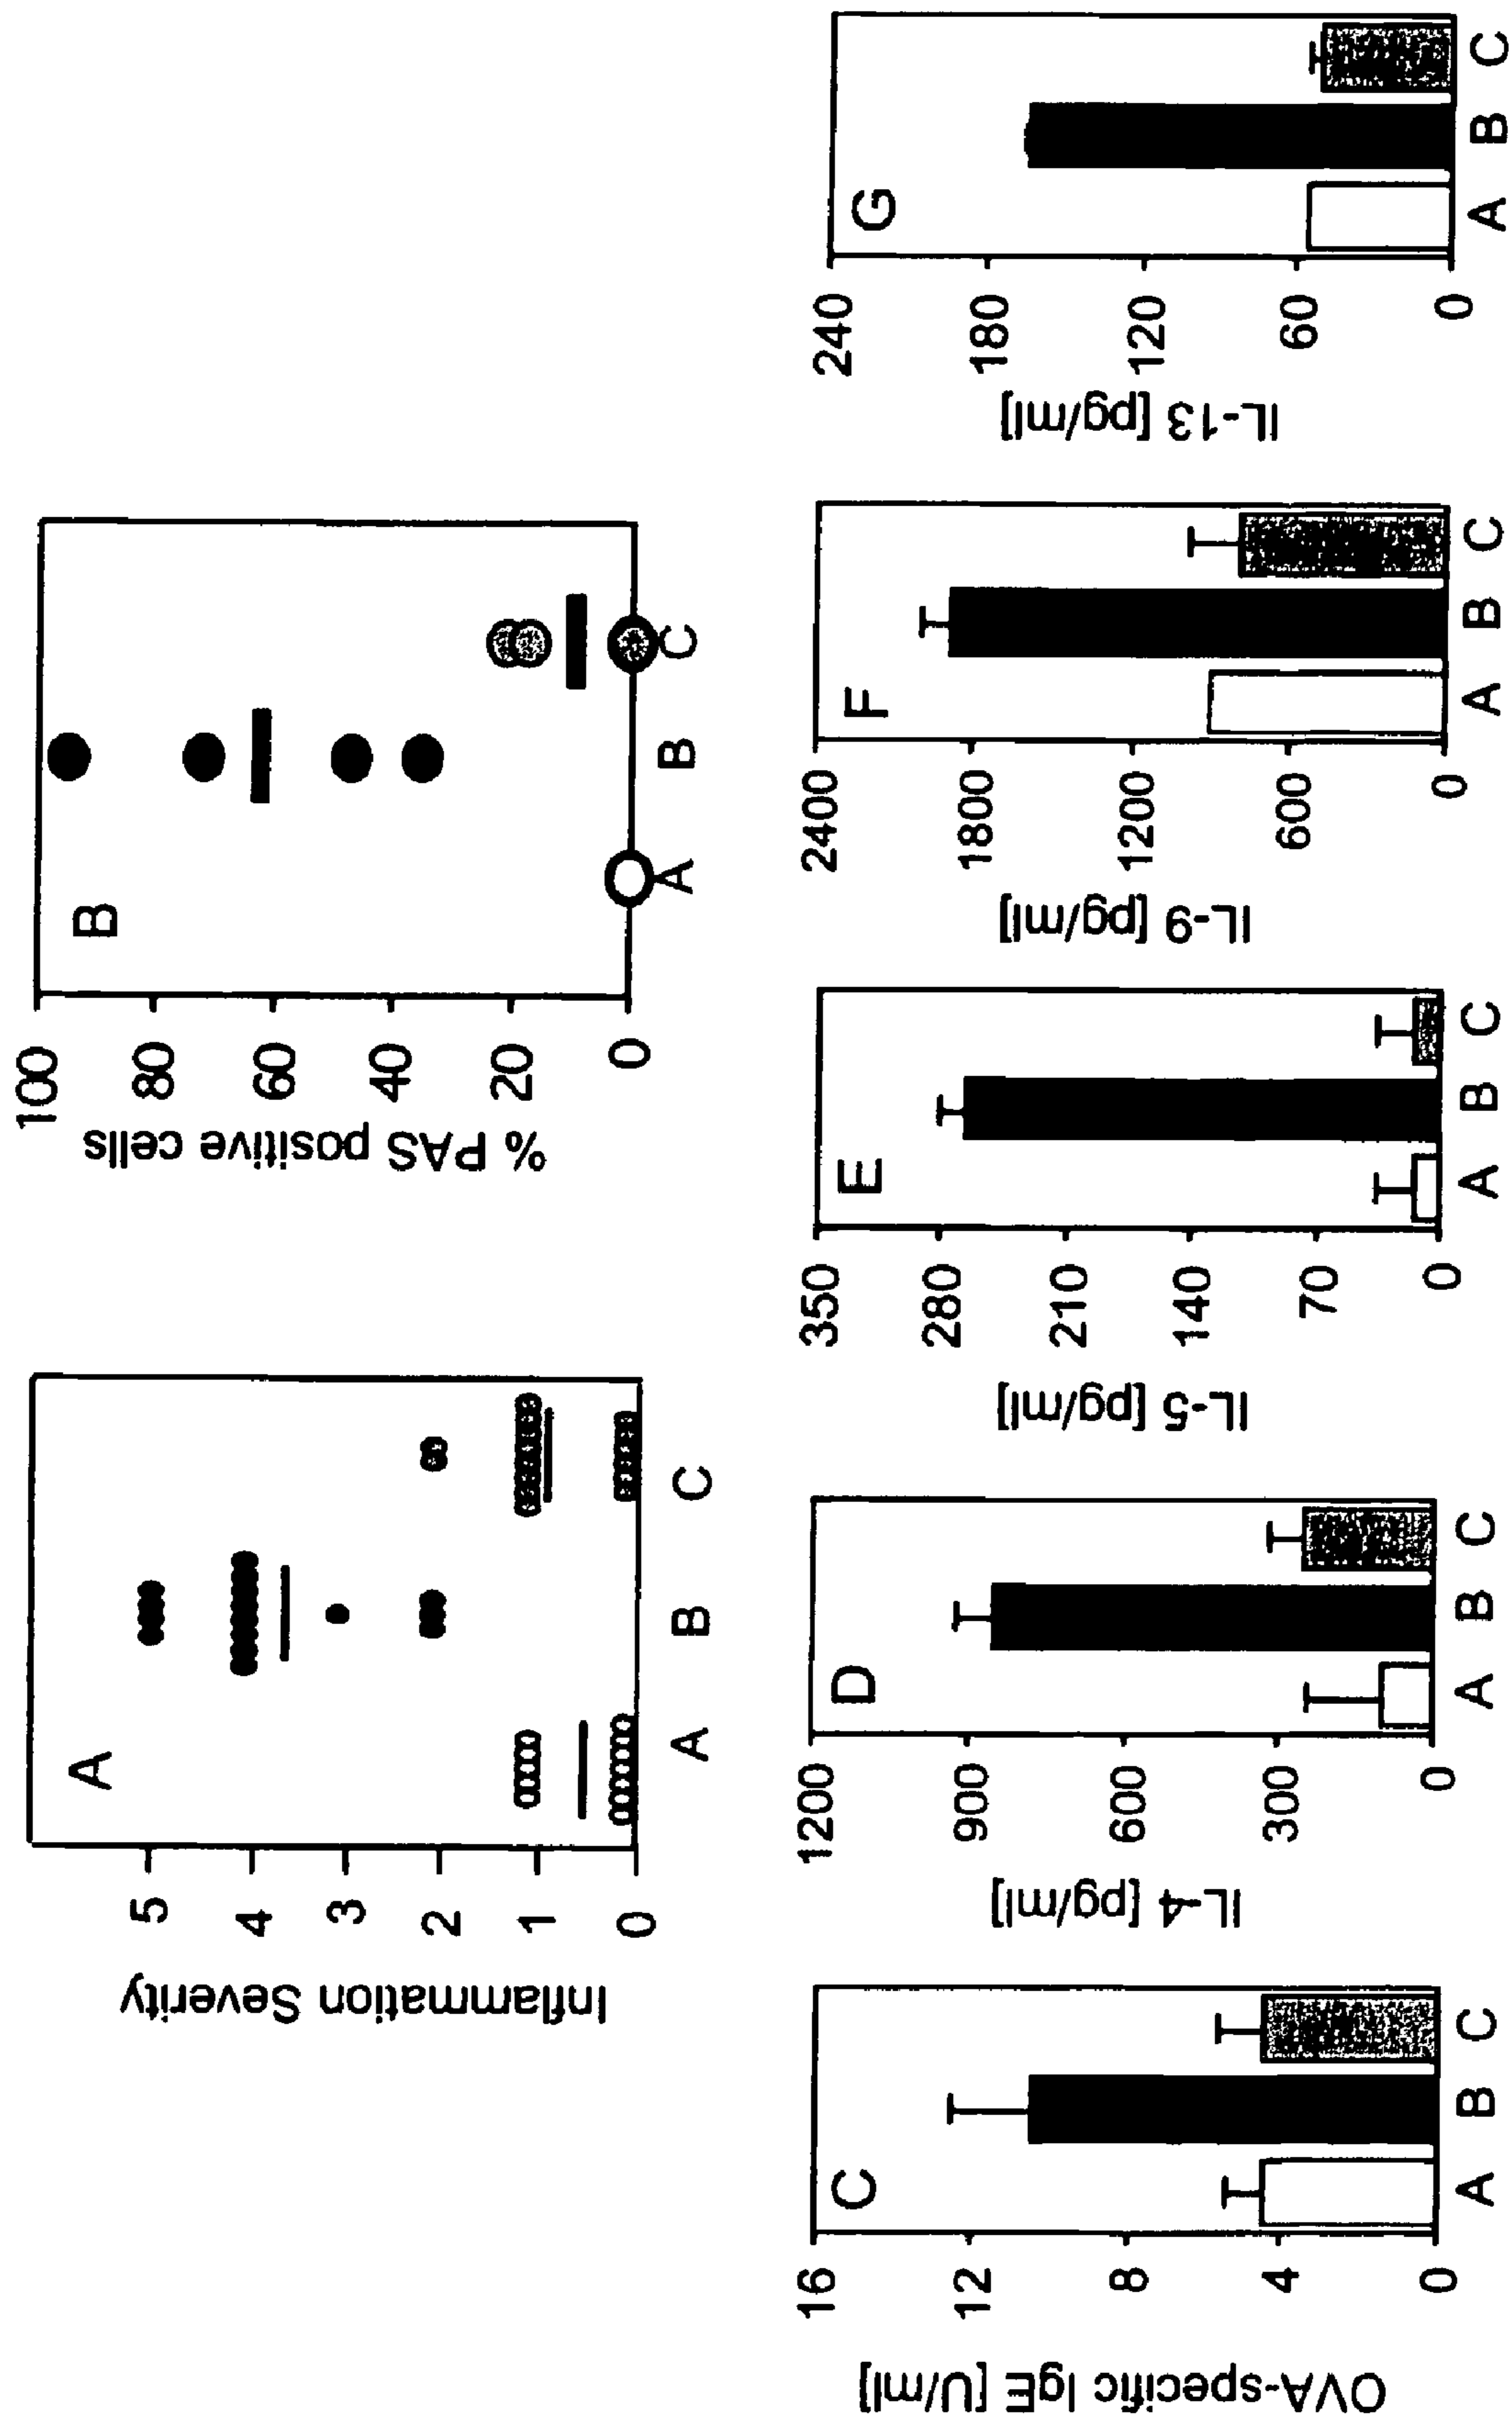 A
Inflammation Severity
5
4
3
2
1
0
A B C
B
% PAS positive cells
100
80
60
40
20
0
A B C
C
OVA-specific IgE [U/ml]
16
12
8
4
0
A B C
D
IL-4 [pg/ml]
1200
900
600
300
0
A B C
E
IL-5 [pg/ml]
350
280
210
140
70
0
A B C
F
IL-9 [pg/ml]
2400
1800
1200
600
0
A B C
G
IL-13 [pg/ml]
240
180
120
60
0
A B C